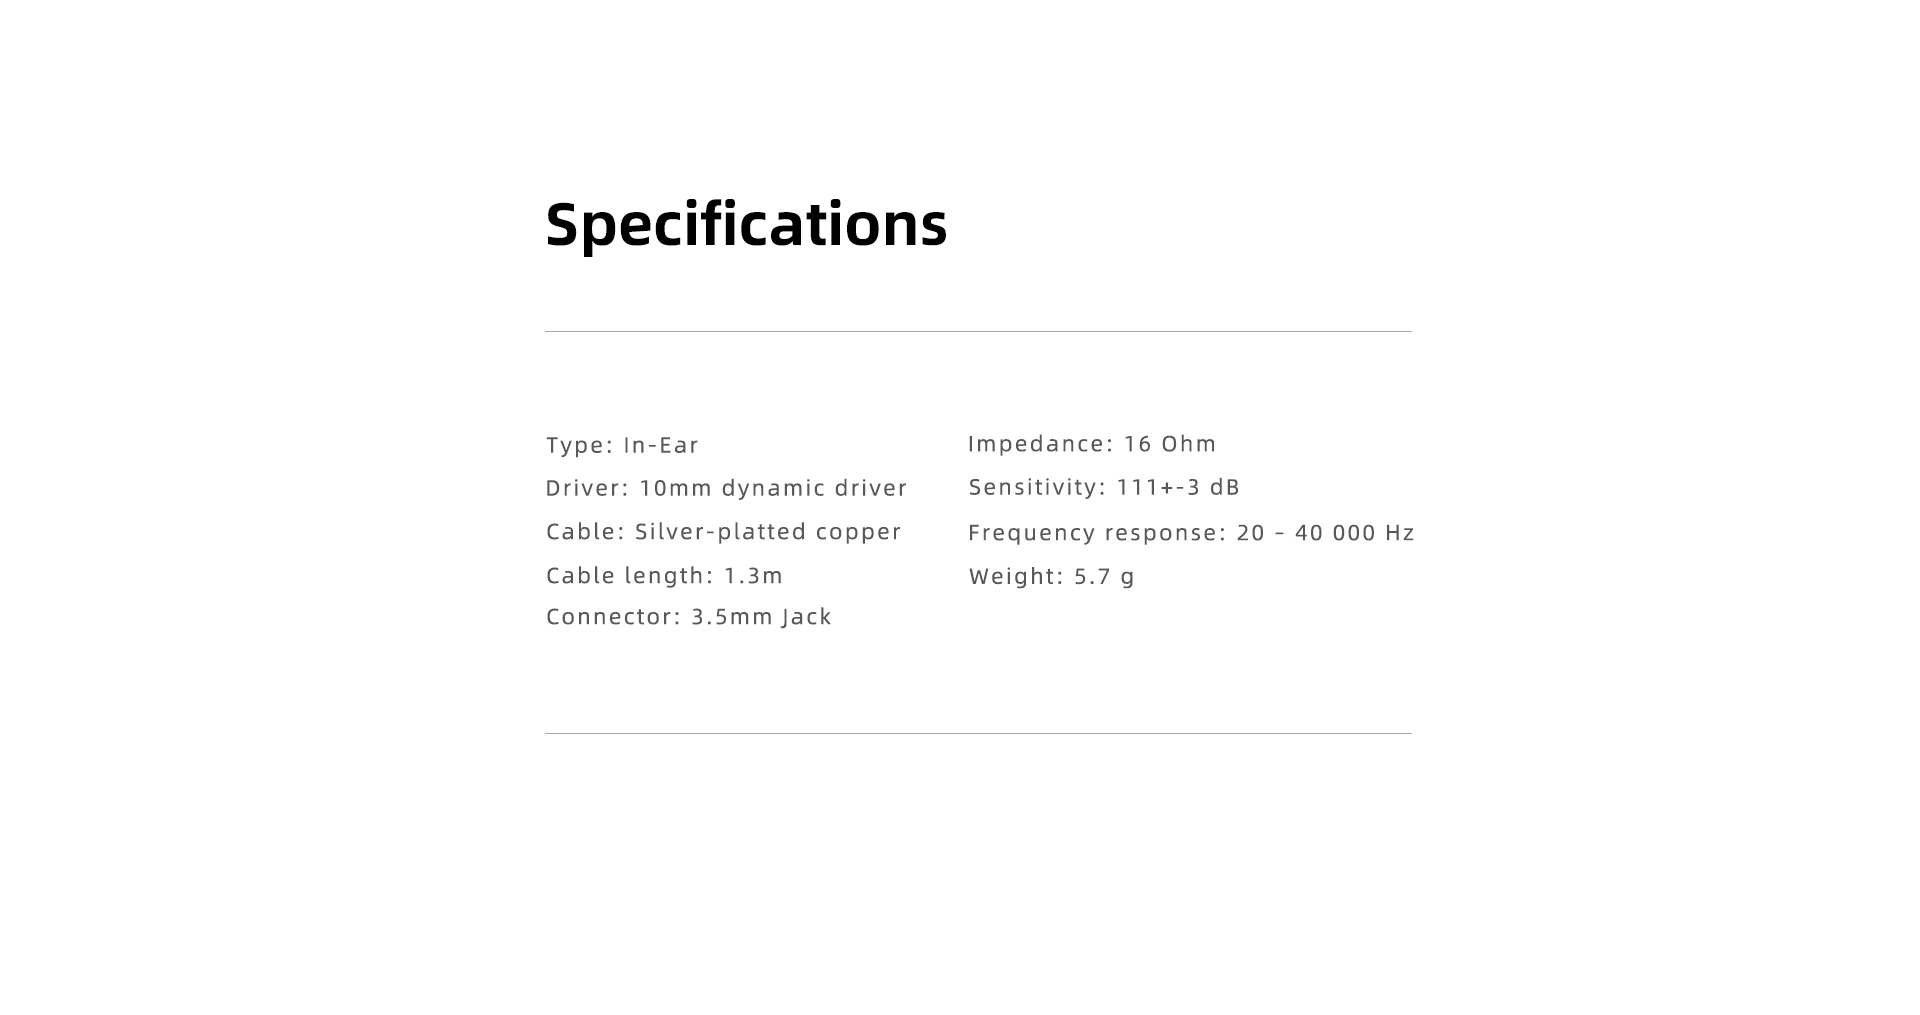 Specifications
Type: In-Ear
Driver: 10mm dynamic driver
Cable: Silver-platted copper
Cable length: 1.3m
Connector: 3.5mm Jack
Impedance: 16 Ohm
Sensitivity: 111+-3 dB
Frequency response: 20 – 40 000 Hz
Weight: 5.7 g